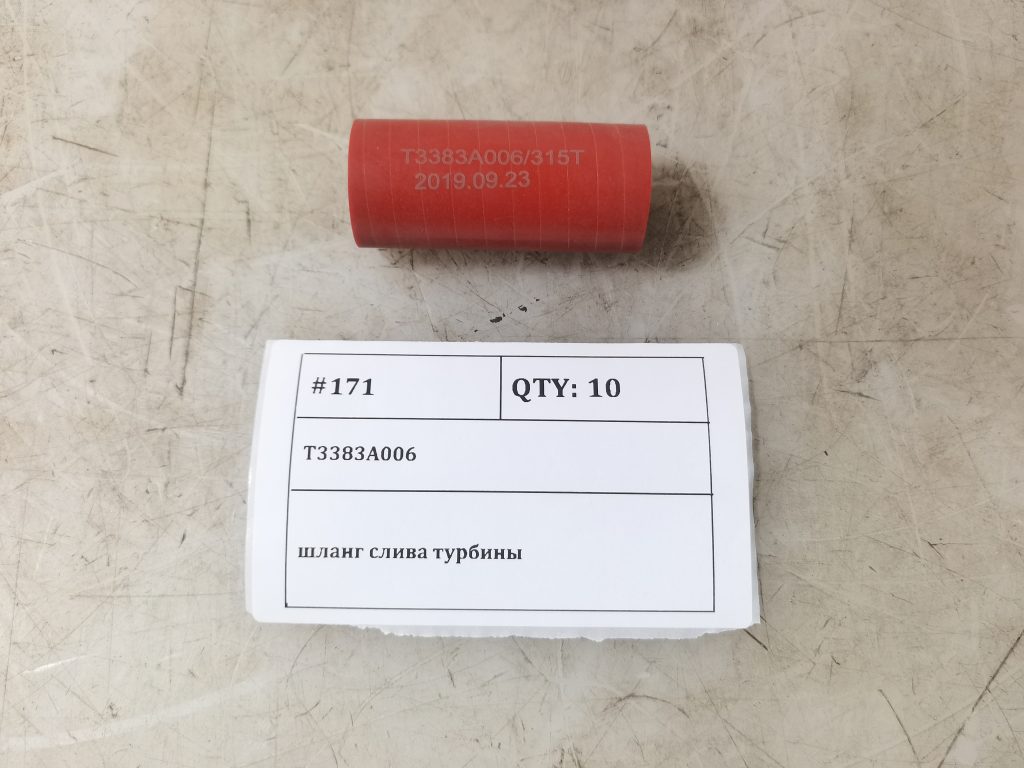 T3383A006/315T
2019.09.23
#171
QTY: 10
T3383A006
шланг слива турбины